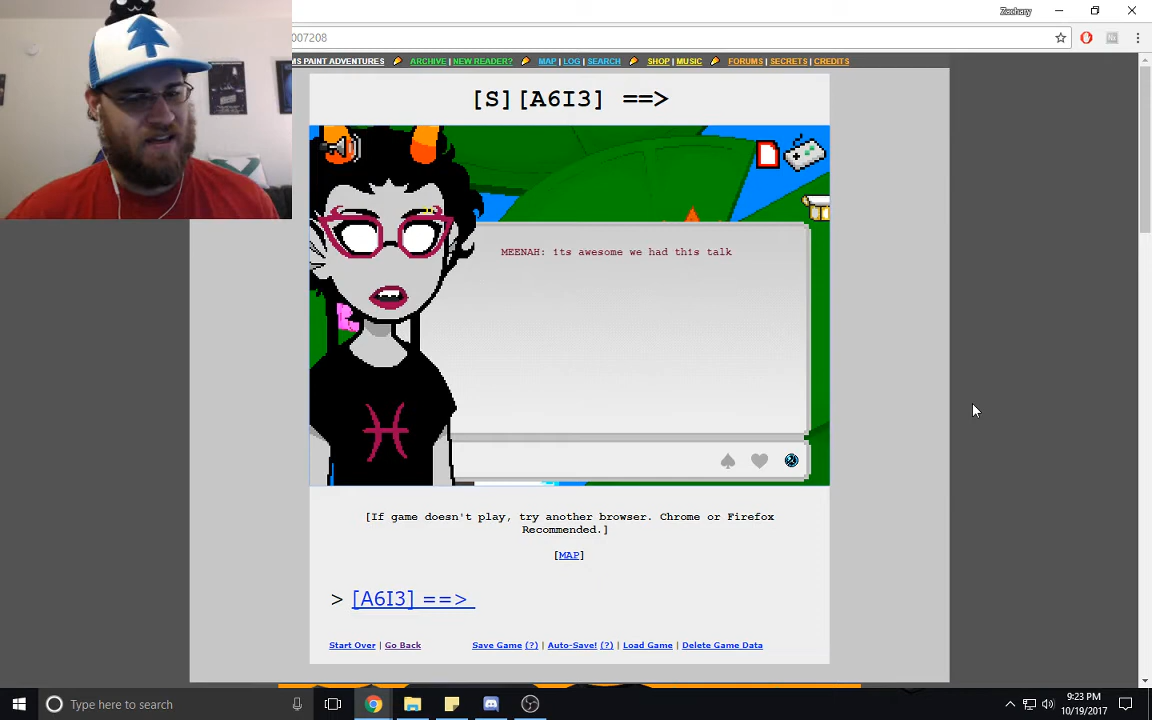 Zachary
007208
MS PAINT ADVENTURES ARCHIVE | NEW READER? MAP | LOG | SEARCH SHOP | MUSIC FORUMS | SECRETS | CREDITS
[S][A6I3] ==>
MEENAH: its awesome we had this talk
[If game doesn't play, try another browser. Chrome or Firefox
Recommended.]
[MAP]
> [A6I3] ==>
Start Over | Go Back Save Game (?) | Auto-Save! (?) | Load Game | Delete Game Data
Type here to search
9:23 PM
10/19/2017